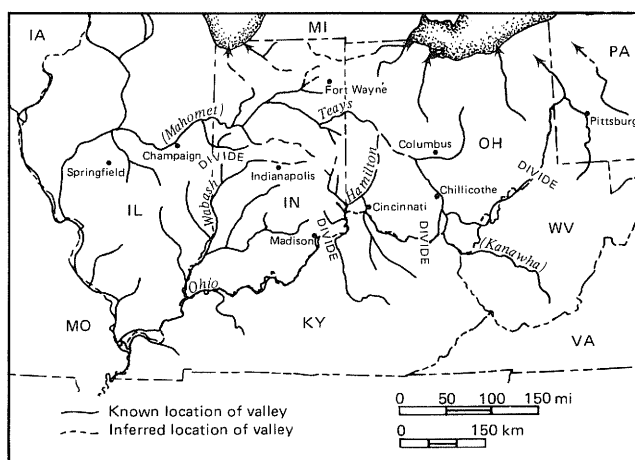 IA
MI
PA
Fort Wayne
(Mahomet)
Teays
Pittsburg
Champaign
DIVIDE
Columbus
OH
Springfield
Indianapolis
Hamilton
DIVIDE
Chillicothe
Wabash
IL
IN
Cincinnati
WV
Madison
DIVIDE
DIVIDE
(Kanawha)
Ohio
MO
KY
VA
Known location of valley
Inferred location of valley
0 50 100 150 mi
0 150 km